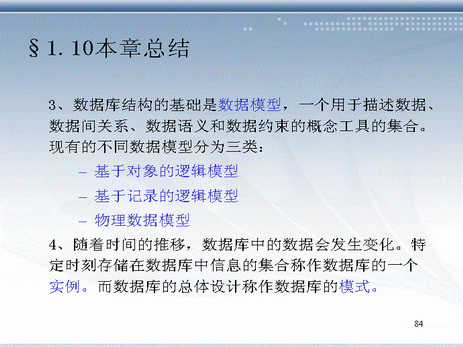 §1.10本章总结
3、数据库结构的基础是数据模型，一个用于描述数据、
数据间关系、数据语义和数据约束的概念工具的集合。
现有的不同数据模型分为三类：
– 基于对象的逻辑模型
– 基于记录的逻辑模型
– 物理数据模型
4、随着时间的推移，数据库中的数据会发生变化。特
定时刻存储在数据库中信息的集合称作数据库的一个
实例。而数据库的总体设计称作数据库的模式。
84